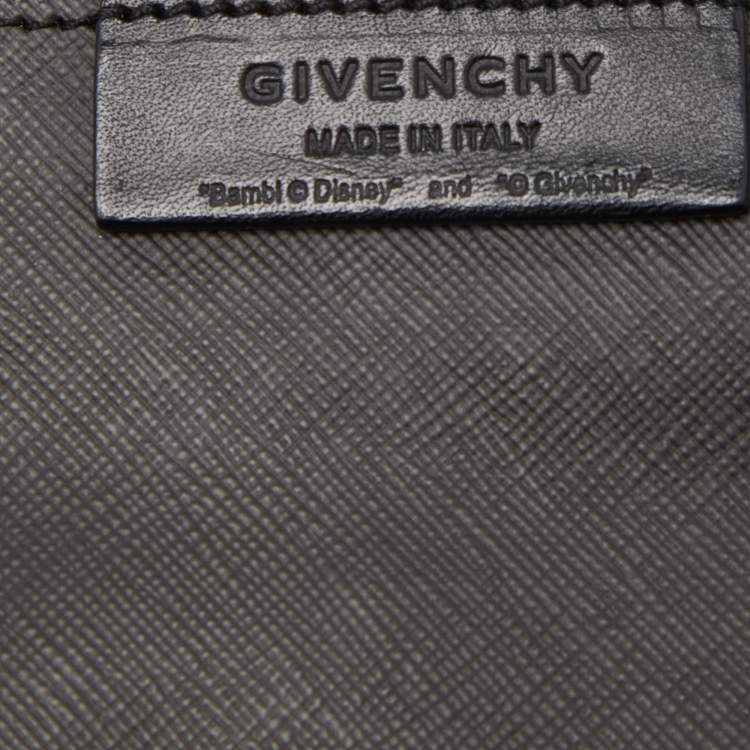 GIVENCHY
MADE IN ITALY
"Bambi © Disney" and "© Givenchy"